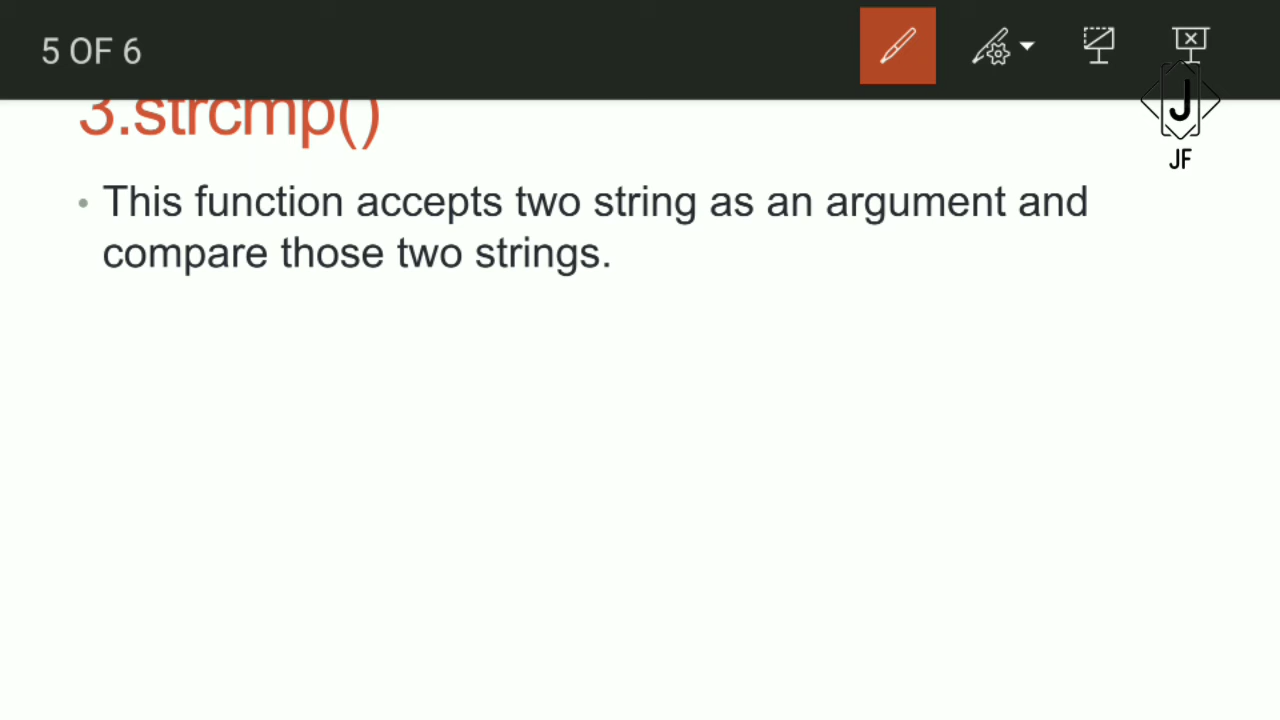 5 OF 6
3.strcmp()
J
JF
• This function accepts two string as an argument and
compare those two strings.